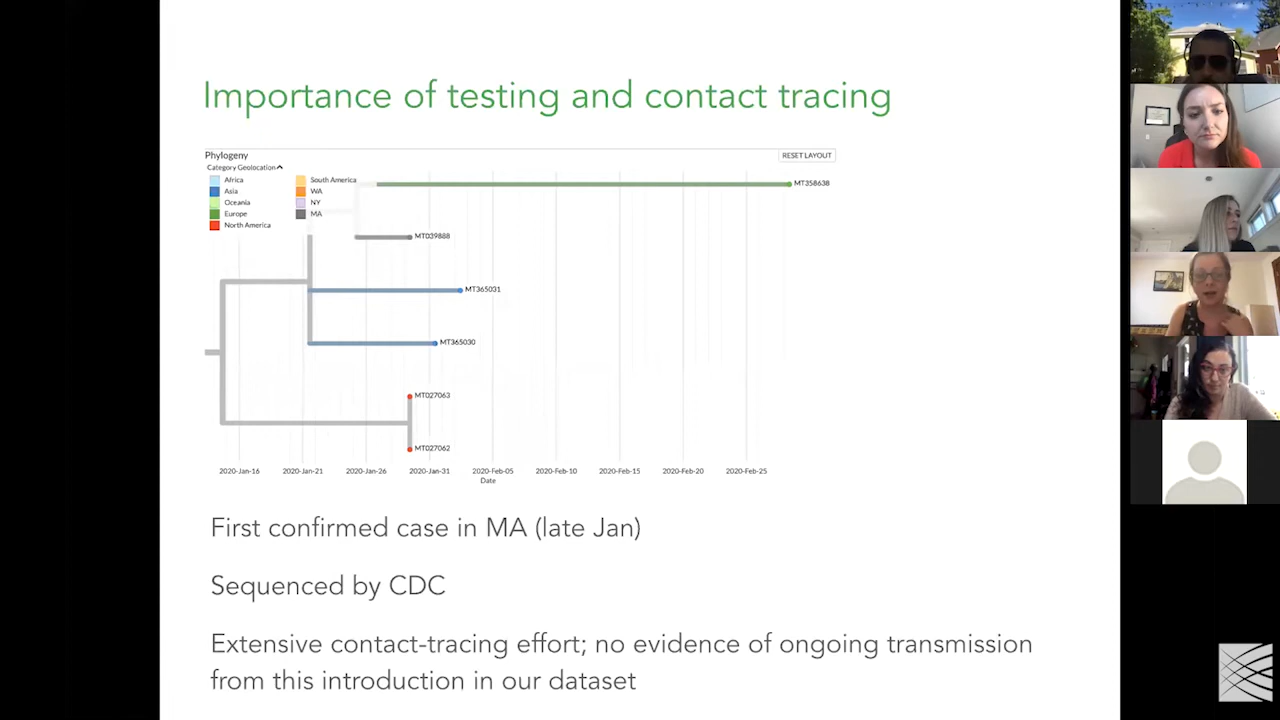 Importance of testing and contact tracing
Phylogeny
RESET LAYOUT
Category Geolocation
Africa
Asia
Oceania
Europe
North America
South America
WA
NY
MA
MT358638
MT039888
MT365031
MT365030
MT027063
MT027062
2020-Jan-16 2020-Jan-21 2020-Jan-26 2020-Jan-31 2020-Feb-05 2020-Feb-10 2020-Feb-15 2020-Feb-20 2020-Feb-25
Date
First confirmed case in MA (late Jan)
Sequenced by CDC
Extensive contact-tracing effort; no evidence of ongoing transmission
from this introduction in our dataset